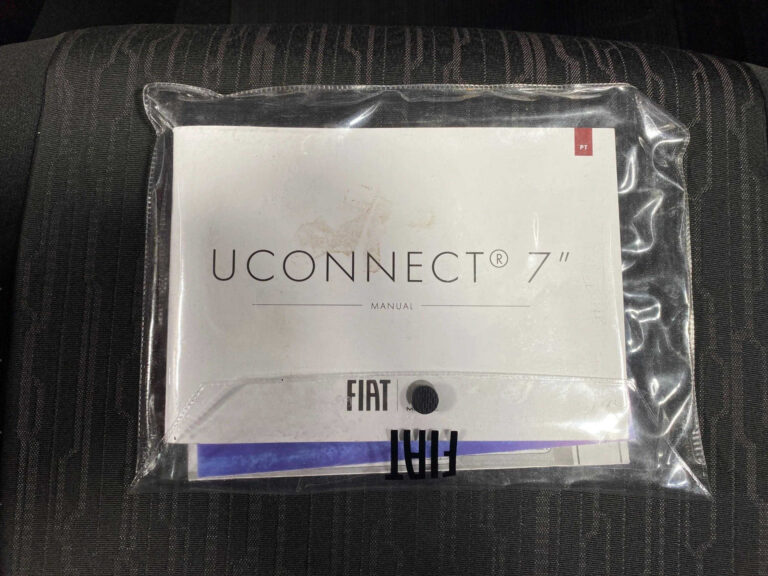 PT
UCONNECT® 7"
MANUAL
FIAT
FIAT